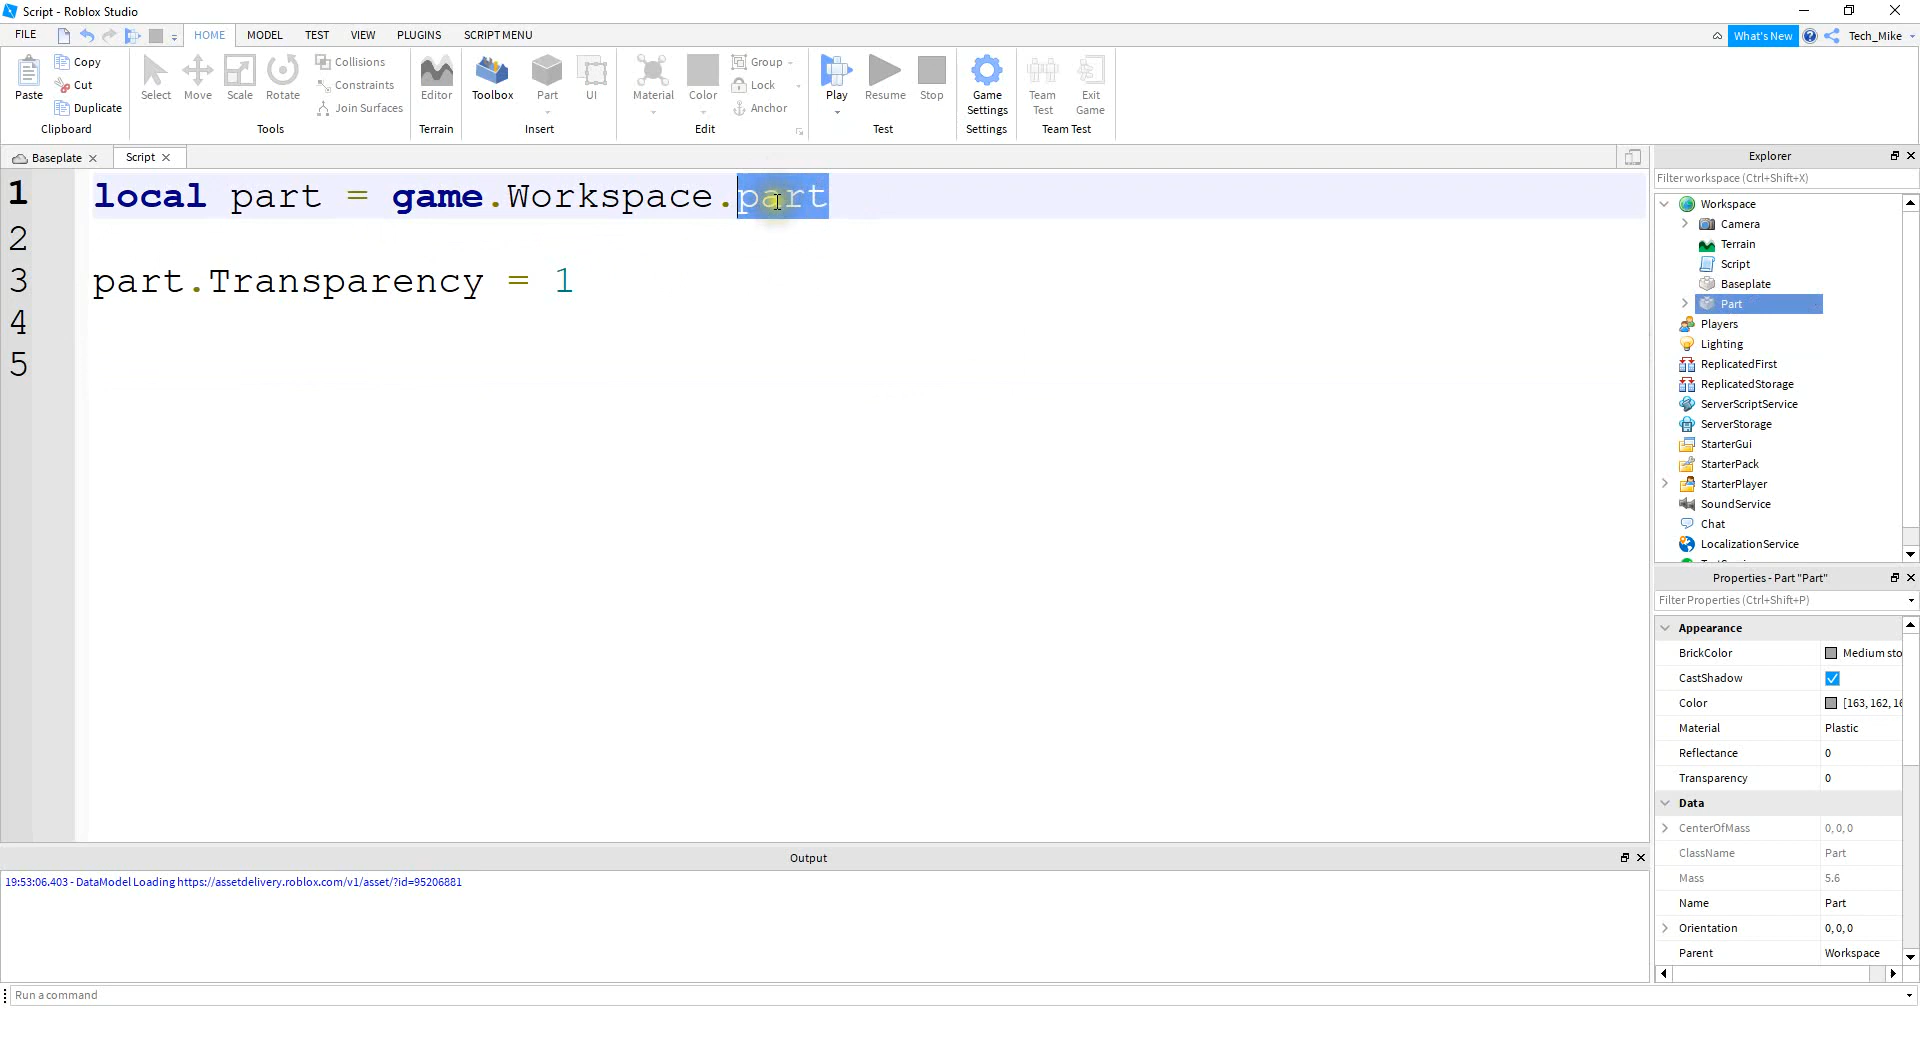 Script - Roblox Studio
FILE HOME MODEL TEST VIEW PLUGINS SCRIPT MENU What's New Tech_Mike
Paste Copy Cut Duplicate Clipboard
Select Move Scale Rotate Collisions Constraints Join Surfaces Tools
Editor Terrain
Toolbox Part UI Insert
Material Color Group Lock Anchor Edit
Play Resume Stop Test
Game Settings Settings
Team Test Exit Game Team Test
Baseplate Script
1 local part = game.Workspace.part
2
3 part.Transparency = 1
4
5
Explorer
Filter workspace (Ctrl+Shift+X)
Workspace
Camera
Terrain
Script
Baseplate
Part
Players
Lighting
ReplicatedFirst
ReplicatedStorage
ServerScriptService
ServerStorage
StarterGui
StarterPack
StarterPlayer
SoundService
Chat
LocalizationService
Properties - Part "Part"
Filter Properties (Ctrl+Shift+P)
Appearance
BrickColor Medium sto
CastShadow
Color [163, 162, 16
Material Plastic
Reflectance 0
Transparency 0
Data
CenterOfMass 0, 0, 0
ClassName Part
Mass 5.6
Name Part
Orientation 0, 0, 0
Parent Workspace
Output
19:53:06.403 - DataModel Loading https://assetdelivery.roblox.com/v1/asset/?id=95206881
Run a command